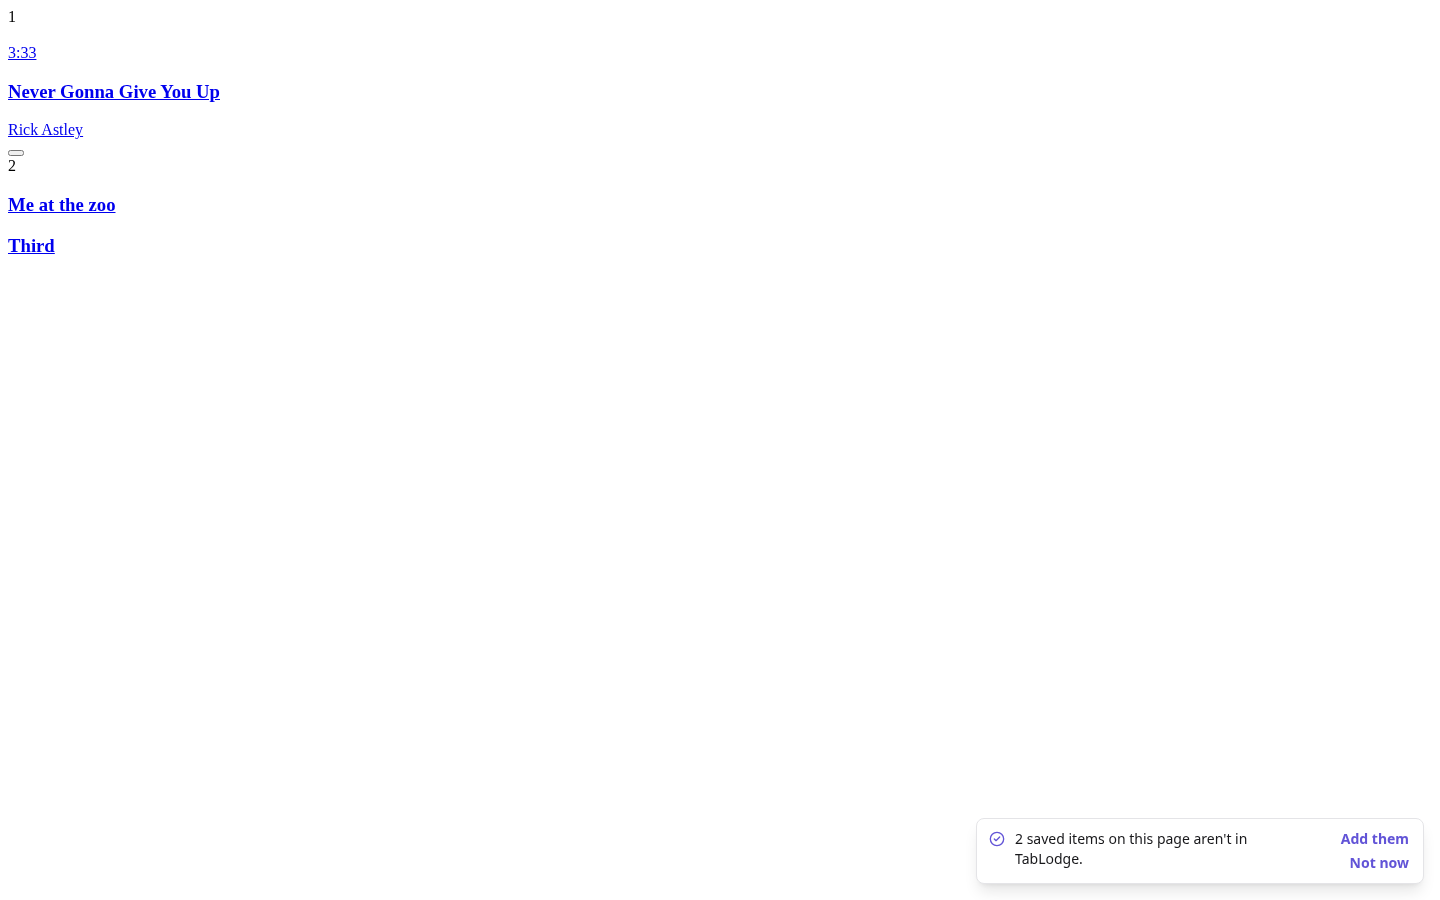 1
3:33
Never Gonna Give You Up
Rick Astley
2
Me at the zoo
Third
2 saved items on this page aren't in
TabLodge.
Add them
Not now